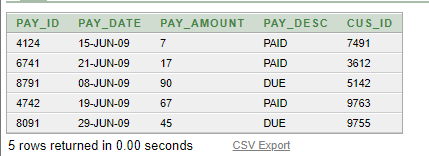 PAY_ID PAY_DATE PAY_AMOUNT PAY_DESC CUS_ID
4124 15-JUN-09 7 PAID 7491
6741 21-JUN-09 17 PAID 3612
8791 08-JUN-09 90 DUE 5142
4742 19-JUN-09 67 PAID 9763
8091 29-JUN-09 45 DUE 9755
5 rows returned in 0.00 seconds CSV Export